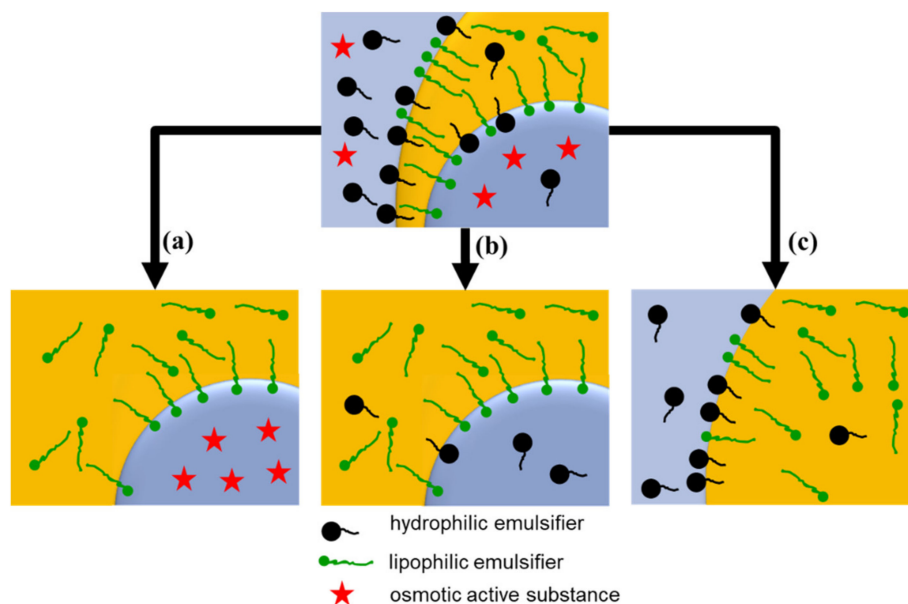 (a)
(b)
(c)
hydrophilic emulsifier
lipophilic emulsifier
osmotic active substance